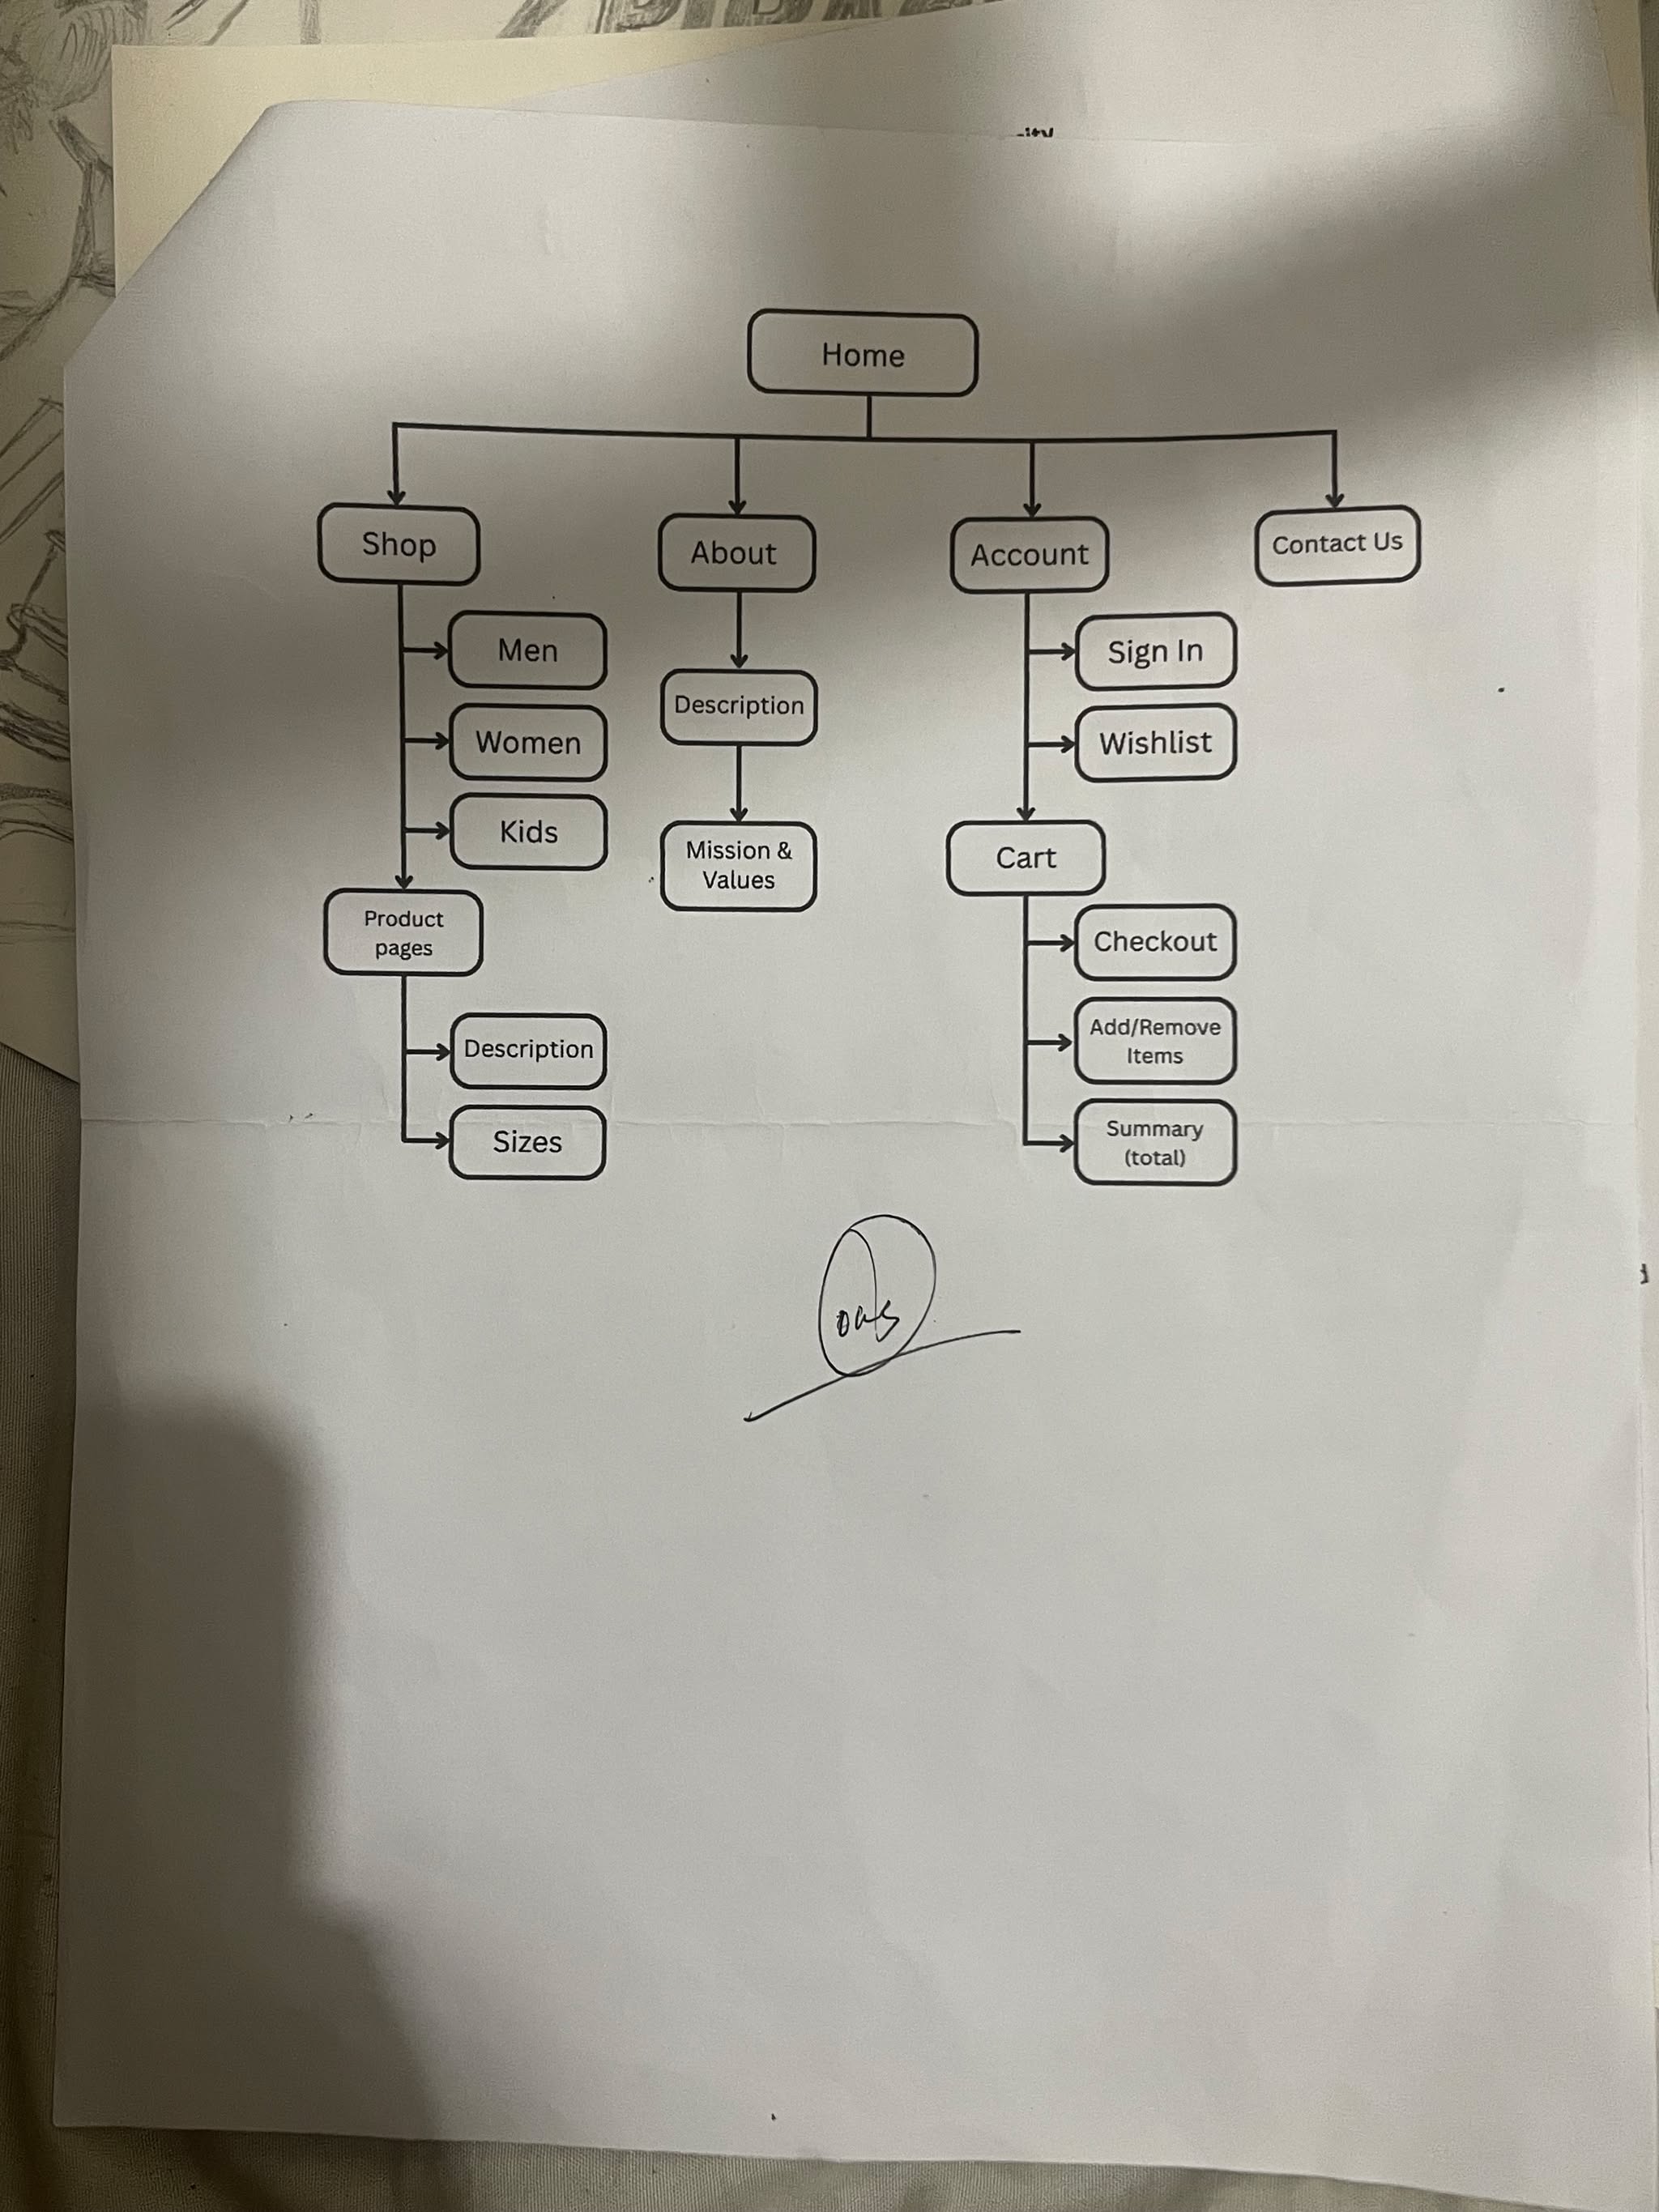 Home
Shop
About
Account
Contact Us
Men
Women
Kids
Product
pages
Description
Sizes
Description
Mission &
Values
Sign In
Wishlist
Cart
Checkout
Add/Remove
Items
Summary
(total)